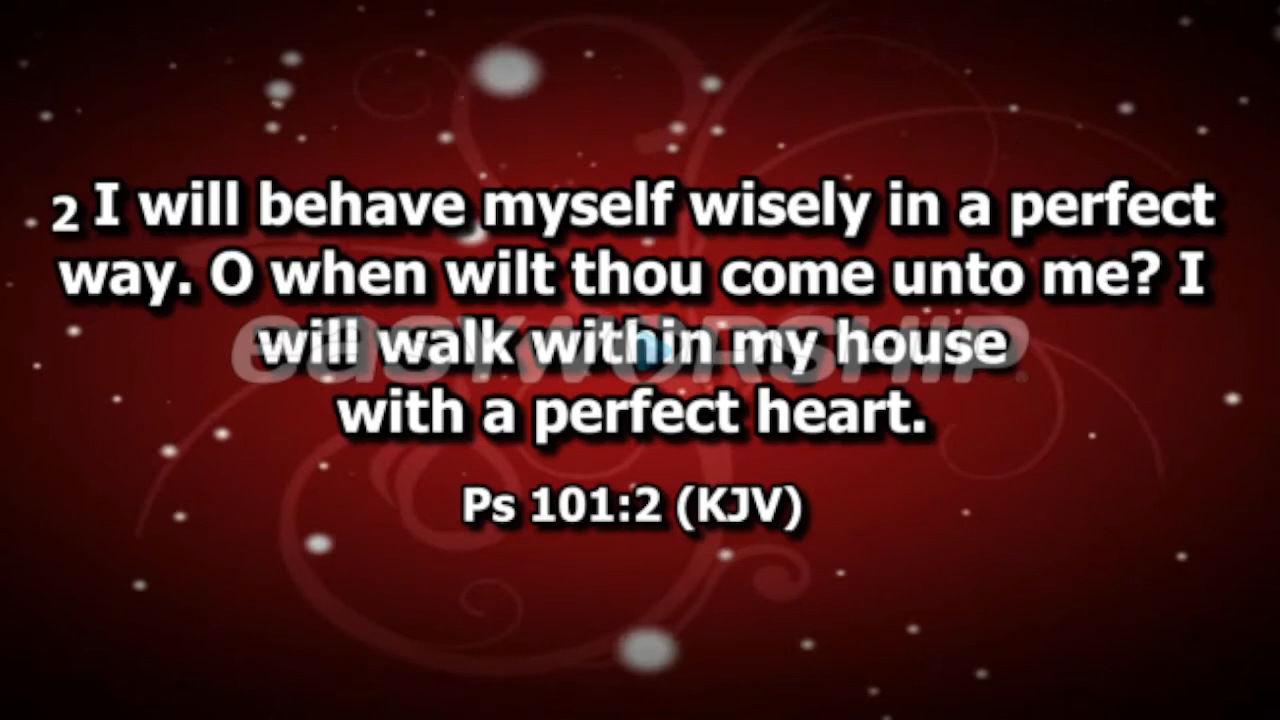 2 I will behave myself wisely in a perfect
way. O when wilt thou come unto me? I
will walk within my house
with a perfect heart.
easyworship
Ps 101:2 (KJV)